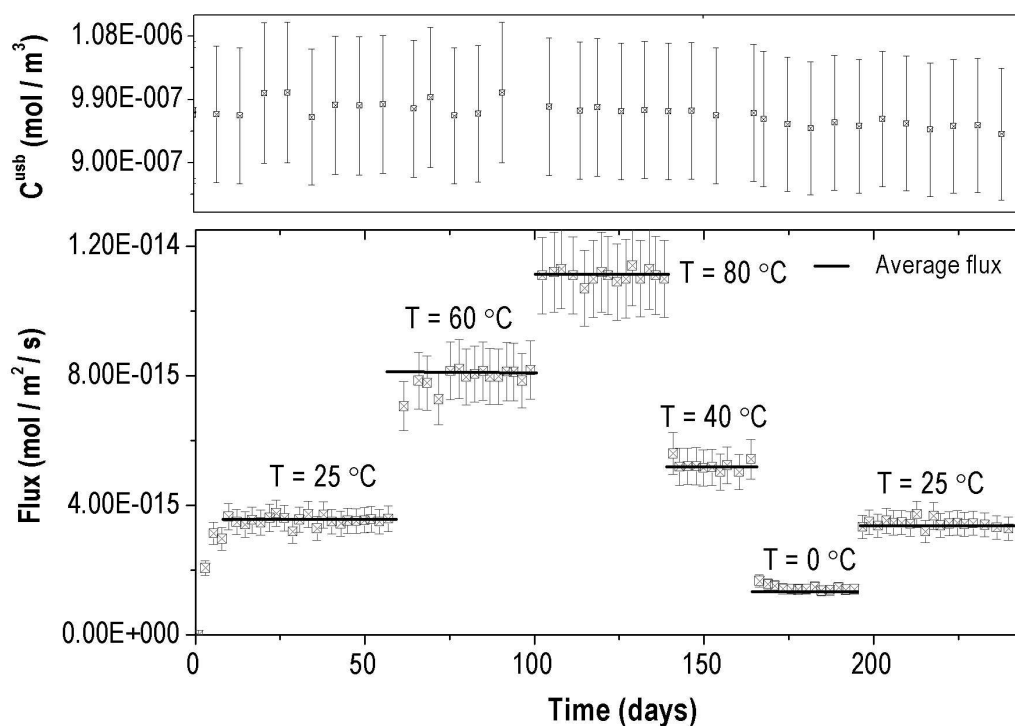 1.08E-006
9.90E-007
9.00E-007
C^usb (mol / m^3)
1.20E-014
8.00E-015
4.00E-015
0.00E+000
Flux (mol / m^2 / s)
T = 25 °C
T = 60 °C
T = 80 °C
Average flux
T = 40 °C
T = 0 °C
T = 25 °C
0
50
100
150
200
Time (days)